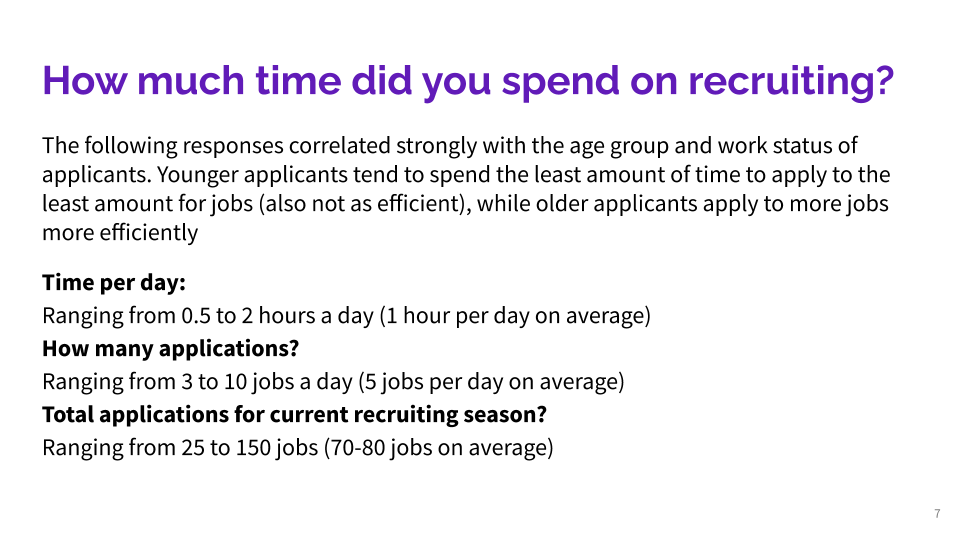 How much time did you spend on recruiting?
The following responses correlated strongly with the age group and work status of
applicants. Younger applicants tend to spend the least amount of time to apply to the
least amount for jobs (also not as efficient), while older applicants apply to more jobs
more efficiently
Time per day:
Ranging from 0.5 to 2 hours a day (1 hour per day on average)
How many applications?
Ranging from 3 to 10 jobs a day (5 jobs per day on average)
Total applications for current recruiting season?
Ranging from 25 to 150 jobs (70-80 jobs on average)
7